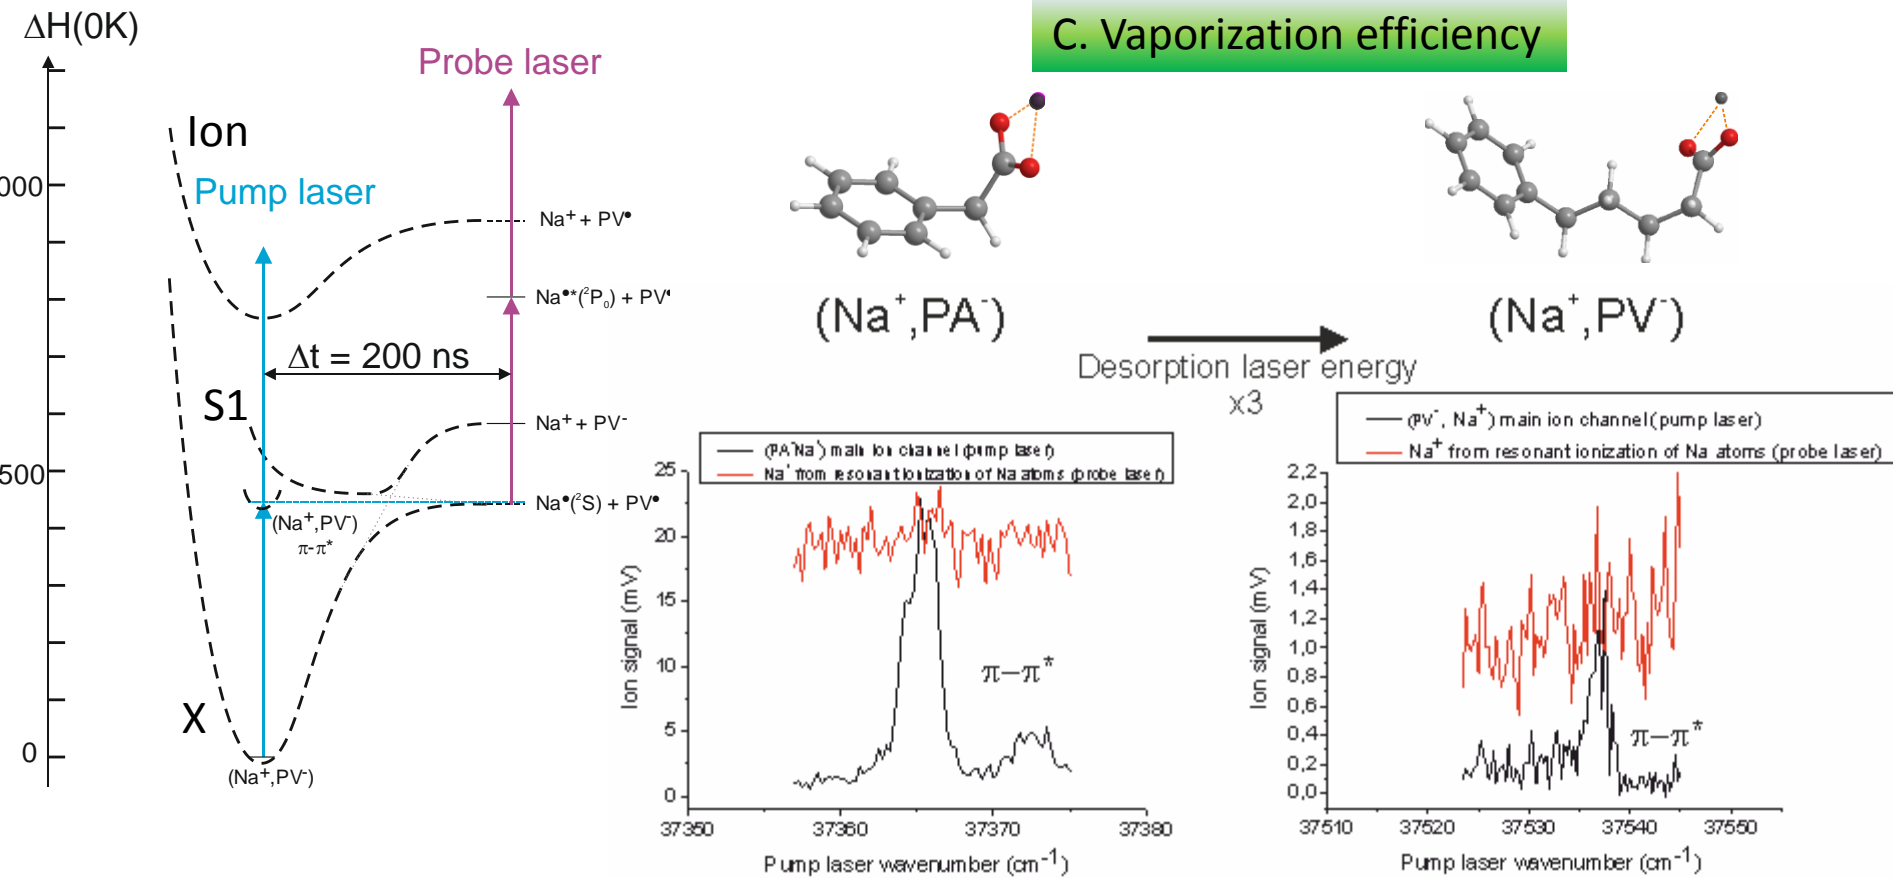 C. Vaporization efficiency
ΔH(0K)
Probe laser
Ion
Pump laser
000
Na⁺ + PV•
Na•*(²P₀) + PV•
Δt = 200 ns
S1
Na⁺ + PV⁻
500
Na•(²S) + PV•
(Na⁺,PV⁻)
π-π*
X
0
(Na⁺,PV⁻)
(Na⁺,PA⁻)
(Na⁺,PV⁻)
Desorption laser energy
x3
(PA⁻Na⁺) main ion channel (pump laser)
Na⁺ from resonant ionization of Na atoms (probe laser)
25
20
15
10
5
0
Ion signal (mV)
π−π*
37350 37360 37370 37380
Pump laser wavenumber (cm⁻¹)
(PV⁻, Na⁺) main ion channel (pump laser)
Na⁺ from resonant ionization of Na atoms (probe laser)
2,2
2,0
1,8
1,6
1,4
1,2
1,0
0,8
0,6
0,4
0,2
0,0
Ion signal (mV)
π−π*
37510 37520 37530 37540 37550
Pump laser wavenumber (cm⁻¹)